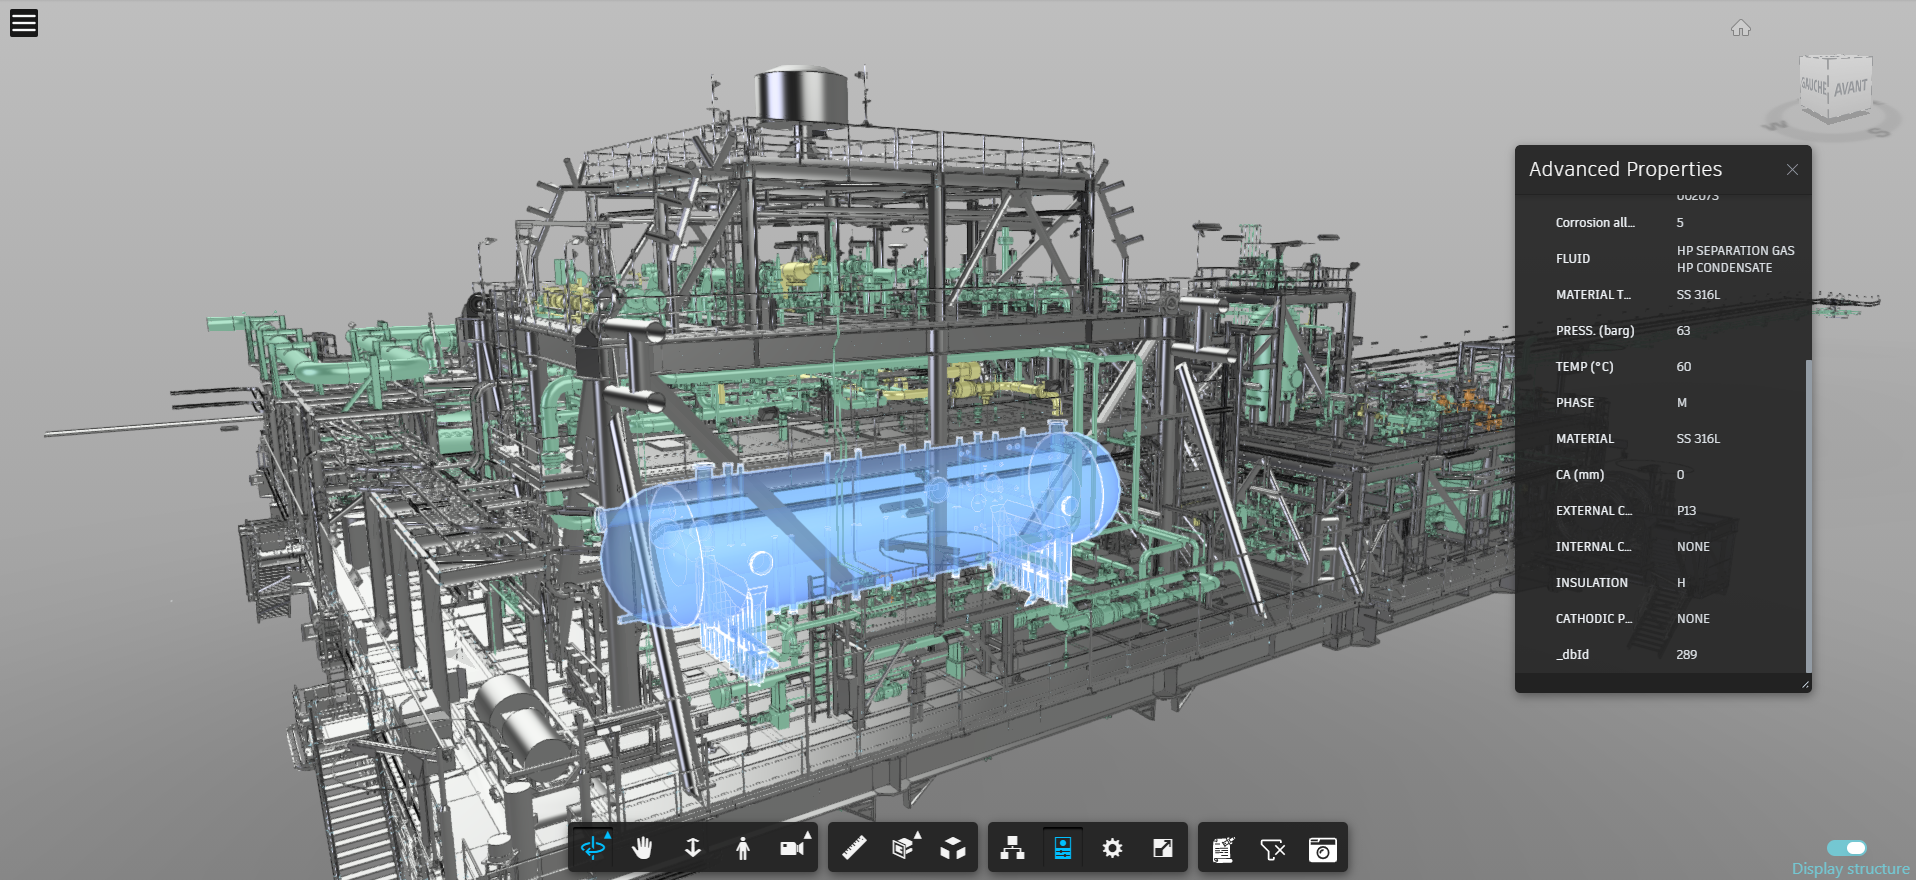 GAUCHE
AVANT
Advanced Properties
002073
Corrosion all... 5
FLUID HP SEPARATION GAS
HP CONDENSATE
MATERIAL T... SS 316L
PRESS. (barg) 63
TEMP (°C) 60
PHASE M
MATERIAL SS 316L
CA (mm) 0
EXTERNAL C... P13
INTERNAL C... NONE
INSULATION H
CATHODIC P... NONE
_dbId 289
Display structure